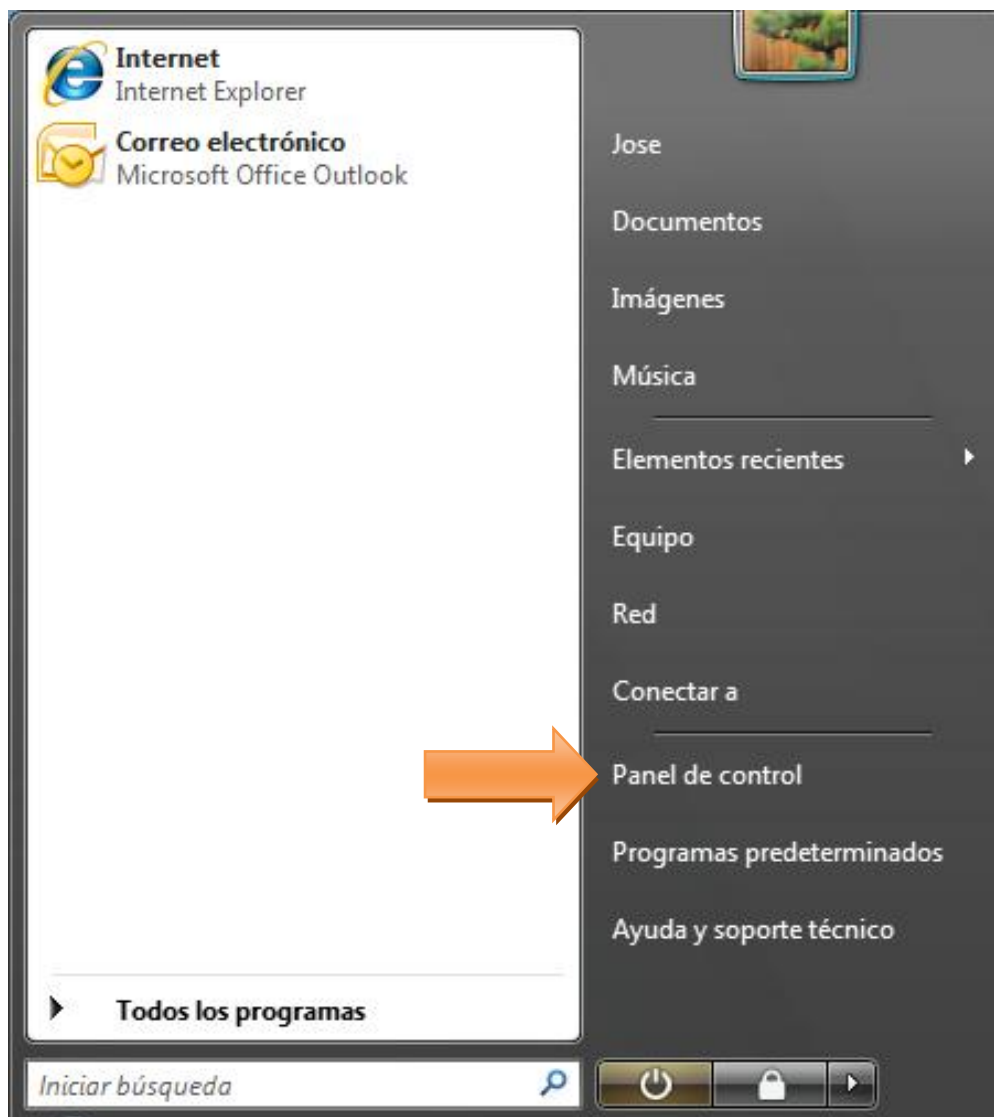 Internet
Internet Explorer
Correo electrónico
Microsoft Office Outlook
Todos los programas
Iniciar búsqueda
Jose
Documentos
Imágenes
Música
Elementos recientes
Equipo
Red
Conectar a
Panel de control
Programas predeterminados
Ayuda y soporte técnico